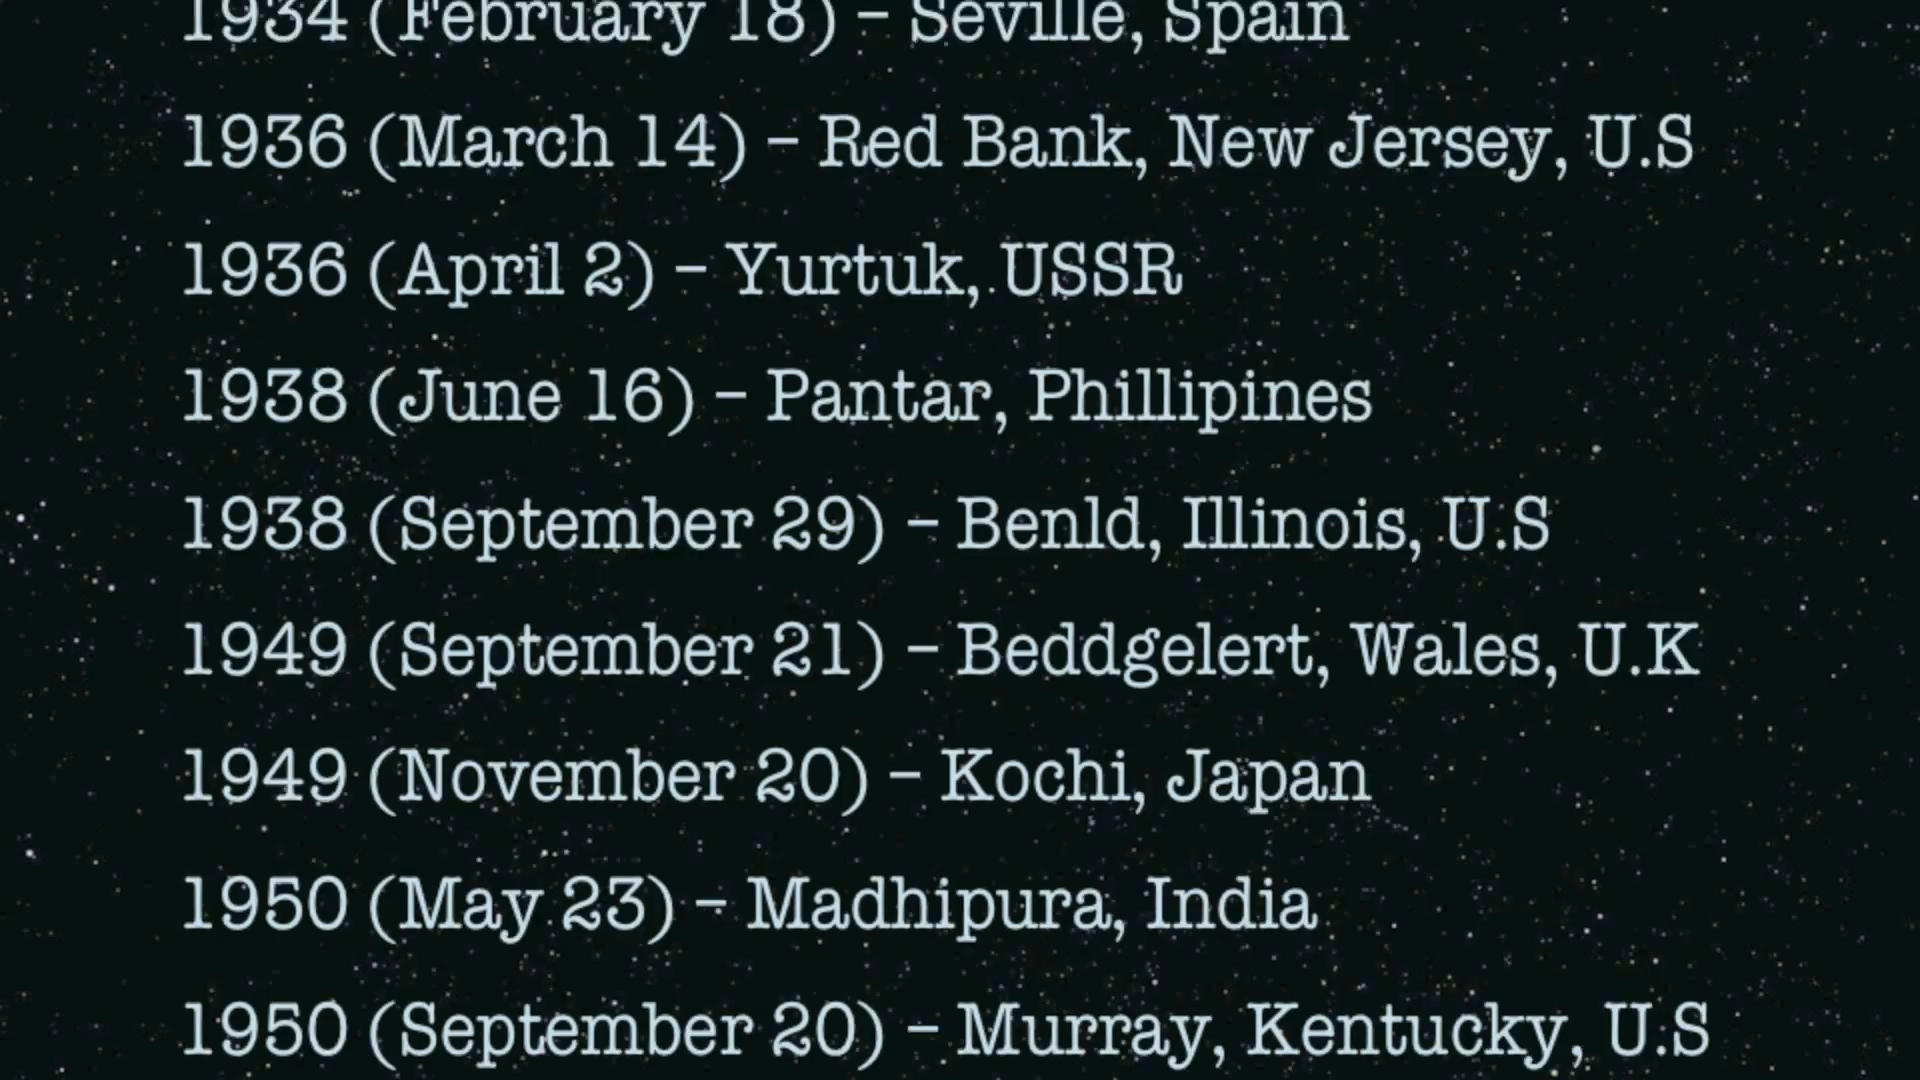 1934 (February 18) – Seville, Spain
1936 (March 14) – Red Bank, New Jersey, U.S
1936 (April 2) – Yurtuk, USSR
1938 (June 16) – Pantar, Phillipines
1938 (September 29) – Benld, Illinois, U.S
1949 (September 21) – Beddgelert, Wales, U.K
1949 (November 20) – Kochi, Japan
1950 (May 23) – Madhipura, India
1950 (September 20) – Murray, Kentucky, U.S